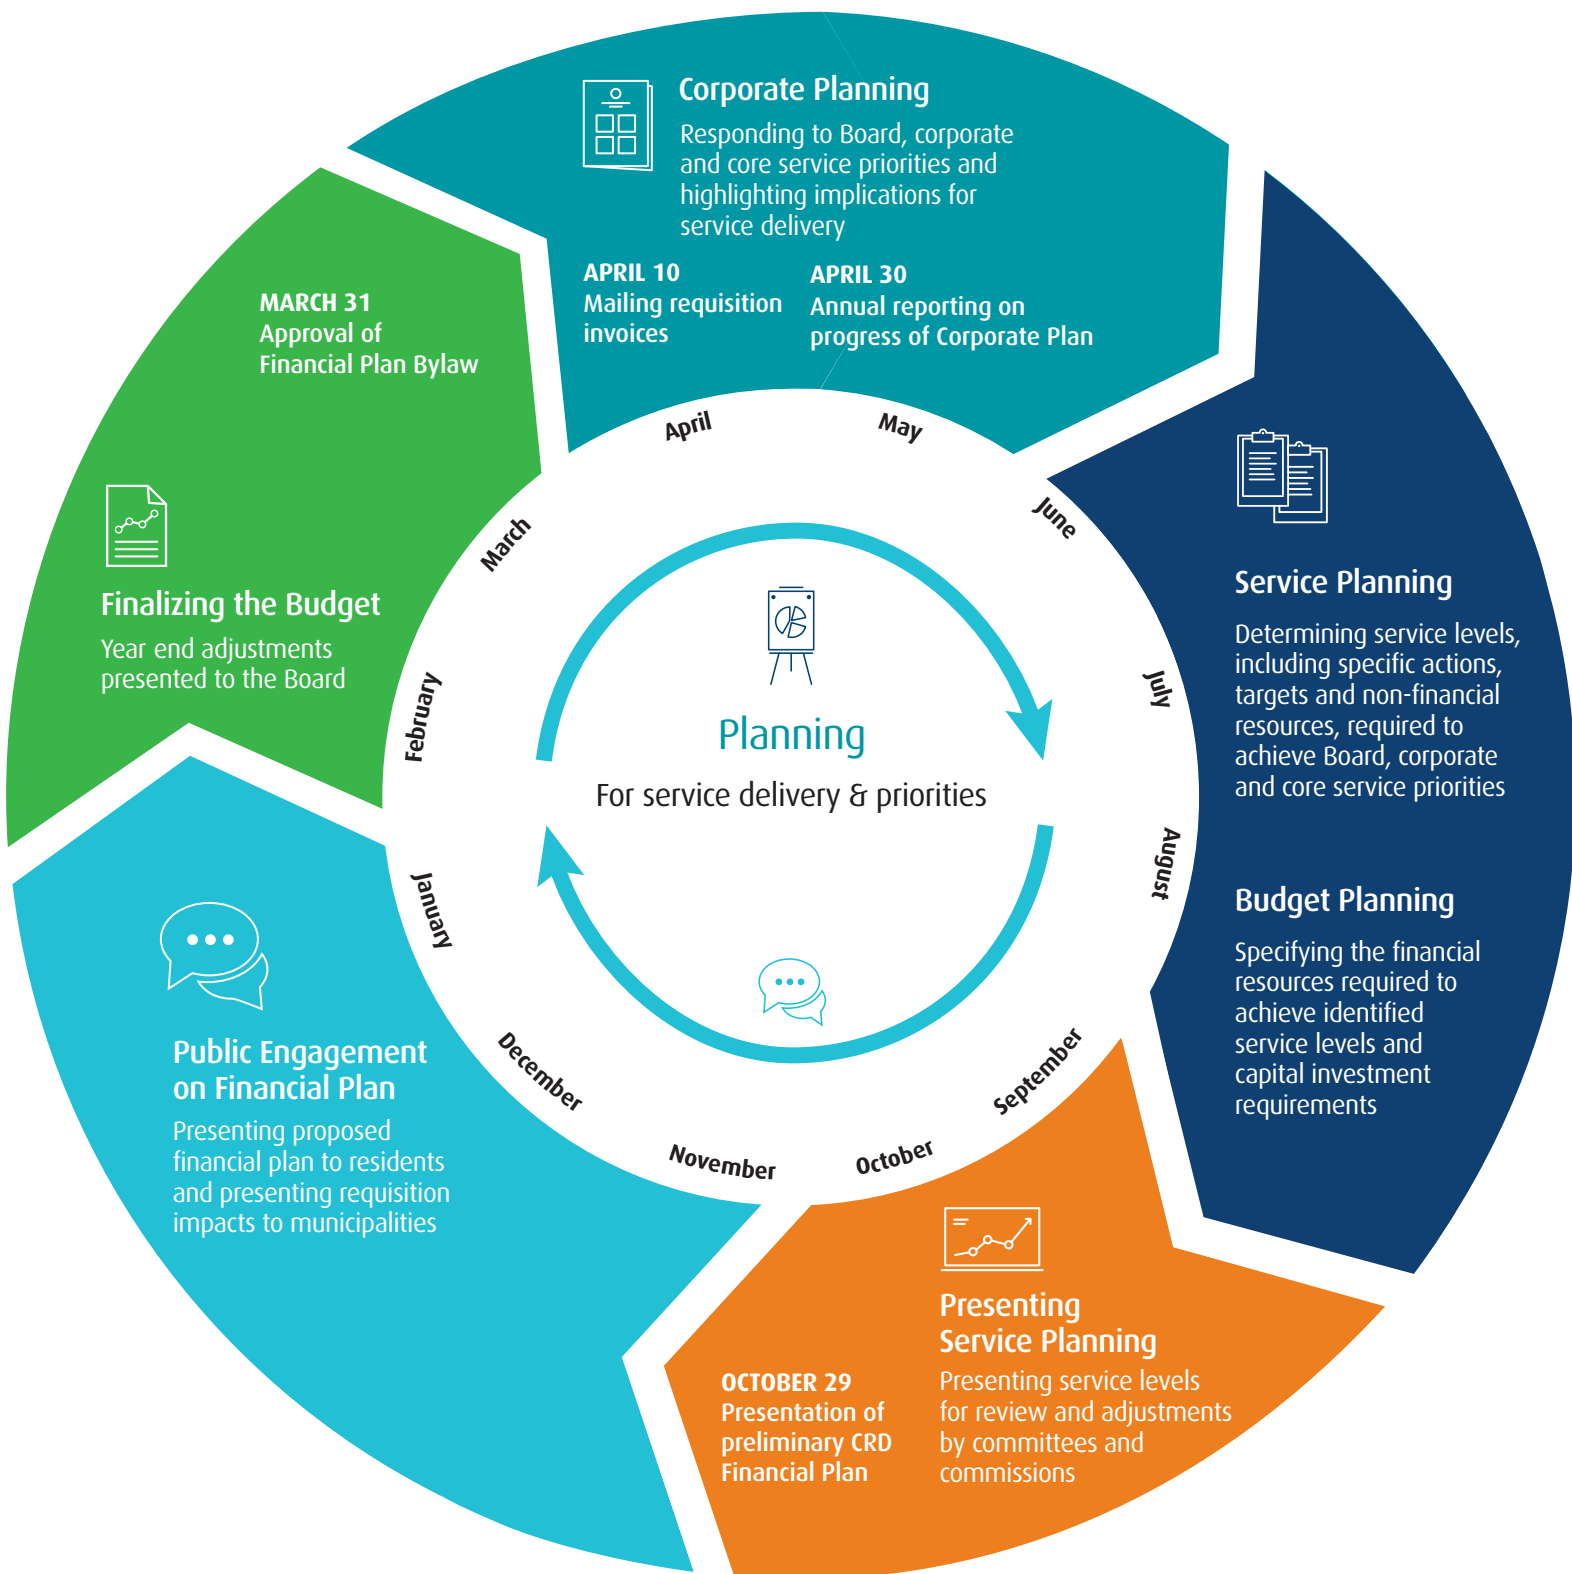 Corporate Planning
Responding to Board, corporate
and core service priorities and
highlighting implications for
service delivery
APRIL 10
Mailing requisition
invoices
APRIL 30
Annual reporting on
progress of Corporate Plan
Service Planning
Determining service levels,
including specific actions,
targets and non-financial
resources, required to
achieve Board, corporate
and core service priorities
Budget Planning
Specifying the financial
resources required to
achieve identified
service levels and
capital investment
requirements
Presenting
Service Planning
Presenting service levels
for review and adjustments
by committees and
commissions
OCTOBER 29
Presentation of
preliminary CRD
Financial Plan
Public Engagement
on Financial Plan
Presenting proposed
financial plan to residents
and presenting requisition
impacts to municipalities
Finalizing the Budget
Year end adjustments
presented to the Board
MARCH 31
Approval of
Financial Plan Bylaw
April
May
June
July
August
September
October
November
December
January
February
March
Planning
For service delivery & priorities